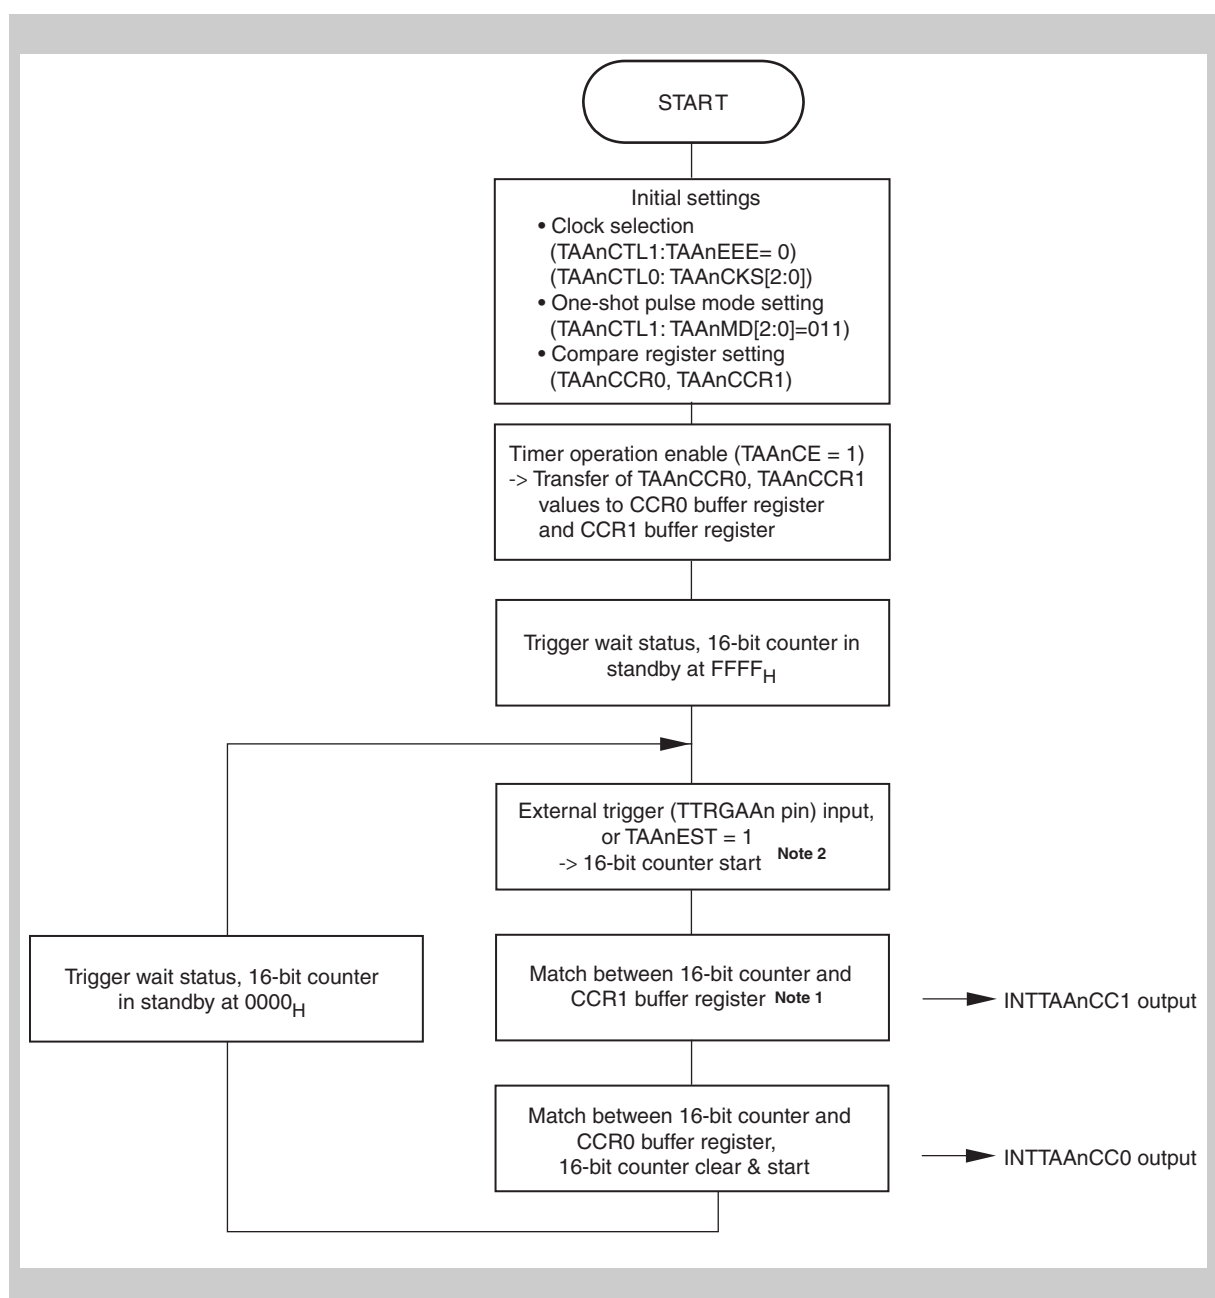 START
Initial settings
• Clock selection
(TAAnCTL1:TAAnEEE= 0)
(TAAnCTL0: TAAnCKS[2:0])
• One-shot pulse mode setting
(TAAnCTL1: TAAnMD[2:0]=011)
• Compare register setting
(TAAnCCR0, TAAnCCR1)
Timer operation enable (TAAnCE = 1)
-> Transfer of TAAnCCR0, TAAnCCR1
values to CCR0 buffer register
and CCR1 buffer register
Trigger wait status, 16-bit counter in
standby at FFFFH
External trigger (TTRGAAn pin) input,
or TAAnEST = 1
-> 16-bit counter start Note 2
Trigger wait status, 16-bit counter
in standby at 0000H
Match between 16-bit counter and
CCR1 buffer register Note 1
INTTAAnCC1 output
Match between 16-bit counter and
CCR0 buffer register,
16-bit counter clear & start
INTTAAnCC0 output